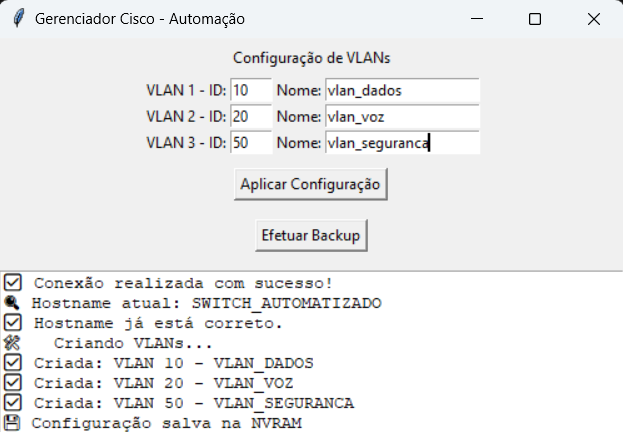 Gerenciador Cisco - Automação
Configuração de VLANs
VLAN 1 - ID: 10 Nome: vlan_dados
VLAN 2 - ID: 20 Nome: vlan_voz
VLAN 3 - ID: 50 Nome: vlan_seguranca
Aplicar Configuração
Efetuar Backup
Conexão realizada com sucesso!
Hostname atual: SWITCH_AUTOMATIZADO
Hostname já está correto.
Criando VLANs...
Criada: VLAN 10 - VLAN_DADOS
Criada: VLAN 20 - VLAN_VOZ
Criada: VLAN 50 - VLAN_SEGURANCA
Configuração salva na NVRAM